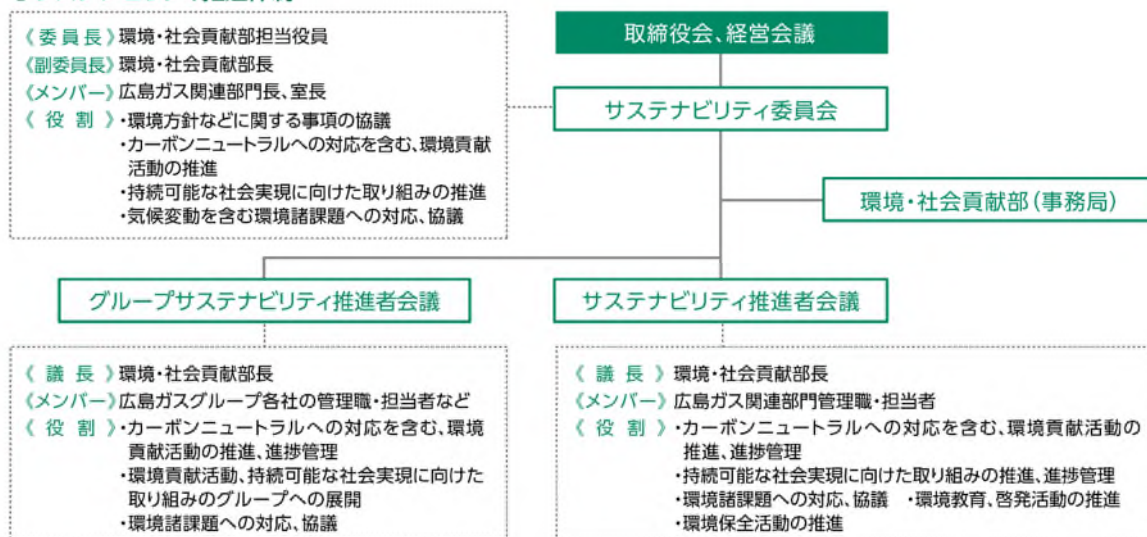 《委員長》環境・社会貢献部担当役員
《副委員長》環境・社会貢献部長
《メンバー》広島ガス関連部門長、室長
《役割》・環境方針などに関する事項の協議
・カーボンニュートラルへの対応を含む、環境貢献
活動の推進
・持続可能な社会実現に向けた取り組みの推進
・気候変動を含む環境諸課題への対応、協議
取締役会、経営会議
サステナビリティ委員会
環境・社会貢献部(事務局)
グループサステナビリティ推進者会議
《議長》環境・社会貢献部長
《メンバー》広島ガスグループ各社の管理職・担当者など
《役割》・カーボンニュートラルへの対応を含む、環境
貢献活動の推進、進捗管理
・環境貢献活動、持続可能な社会実現に向けた
取り組みのグループへの展開
・環境諸課題への対応、協議
サステナビリティ推進者会議
《議長》環境・社会貢献部長
《メンバー》広島ガス関連部門管理職・担当者
《役割》・カーボンニュートラルへの対応を含む、環境貢献活動の
推進、進捗管理
・持続可能な社会実現に向けた取り組みの推進、進捗管理
・環境諸課題への対応、協議 ・環境教育、啓発活動の推進
・環境保全活動の推進